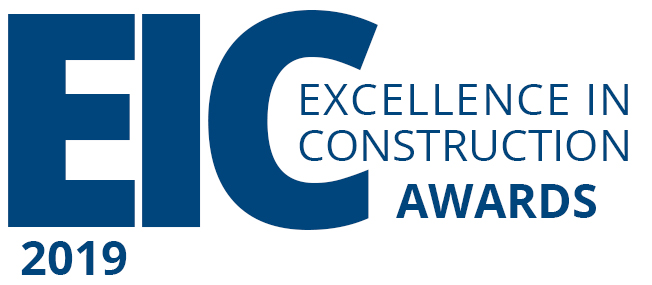 EIC
EXCELLENCE IN
CONSTRUCTION
AWARDS
2019